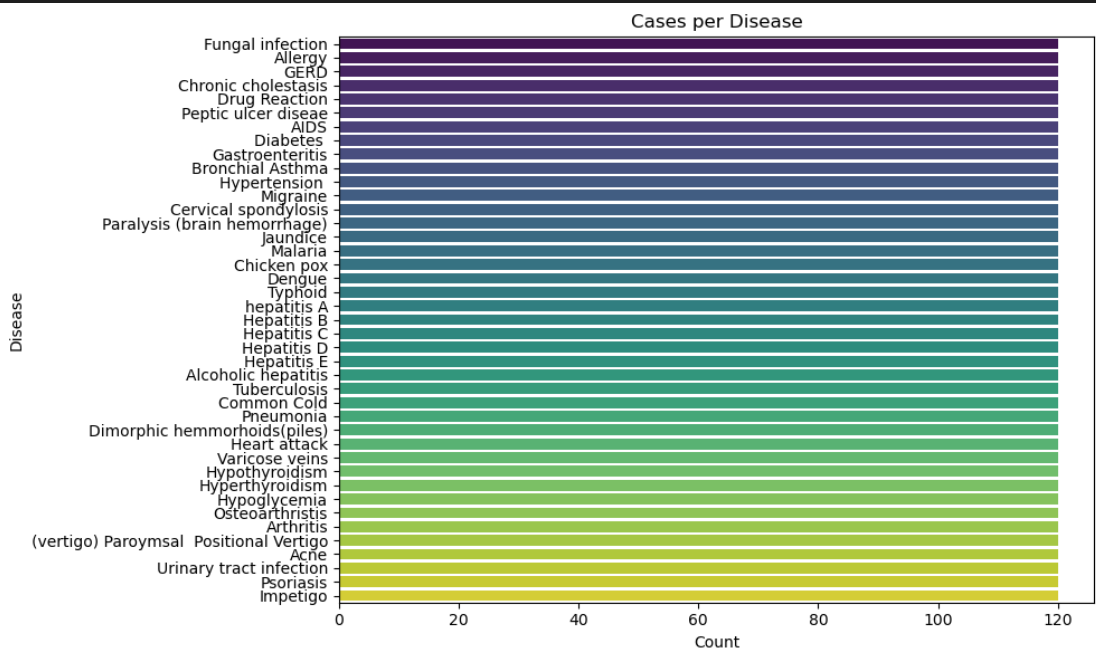 Cases per Disease
Fungal infection
Allergy
GERD
Chronic cholestasis
Drug Reaction
Peptic ulcer diseae
AIDS
Diabetes
Gastroenteritis
Bronchial Asthma
Hypertension
Migraine
Cervical spondylosis
Paralysis (brain hemorrhage)
Jaundice
Malaria
Chicken pox
Dengue
Typhoid
hepatitis A
Hepatitis B
Hepatitis C
Hepatitis D
Hepatitis E
Alcoholic hepatitis
Tuberculosis
Common Cold
Pneumonia
Dimorphic hemmorhoids(piles)
Heart attack
Varicose veins
Hypothyroidism
Hyperthyroidism
Hypoglycemia
Osteoarthristis
Arthritis
(vertigo) Paroymsal  Positional Vertigo
Acne
Urinary tract infection
Psoriasis
Impetigo
Disease
0 20 40 60 80 100 120
Count